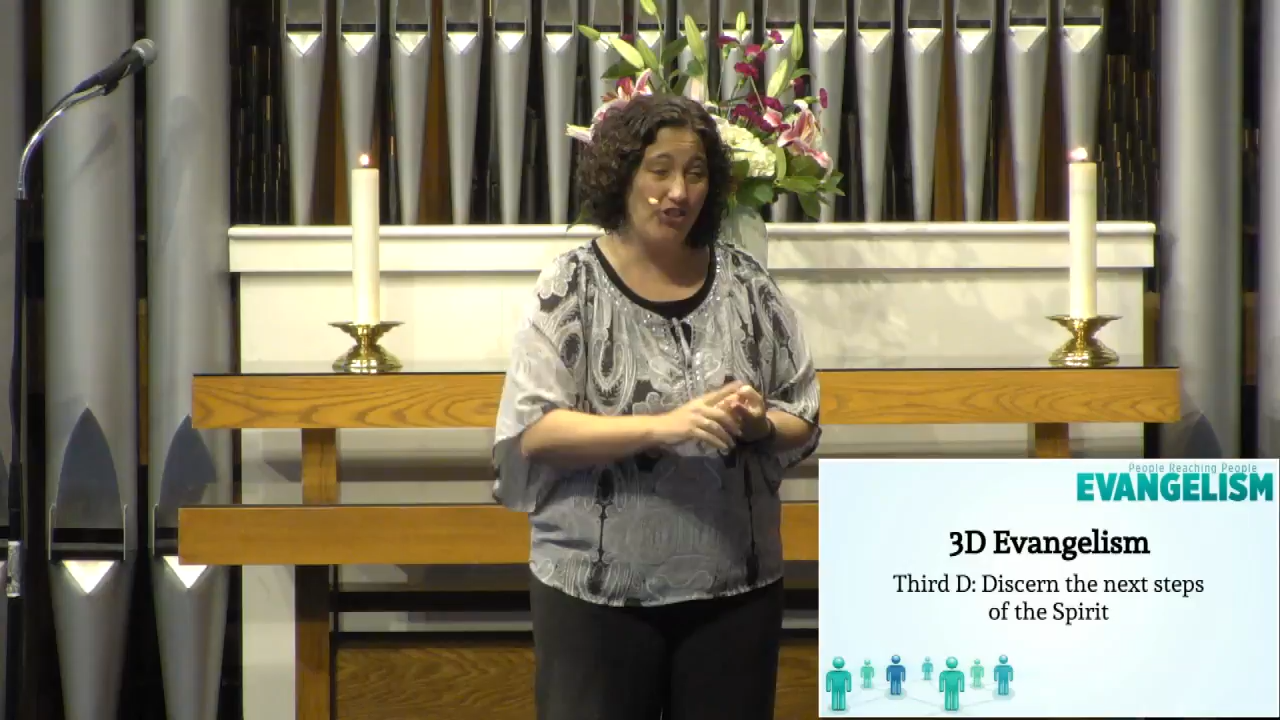 People Reaching People
EVANGELISM
3D Evangelism
Third D: Discern the next steps
of the Spirit